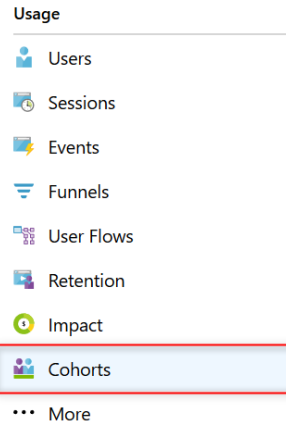 Usage
Users
Sessions
Events
Funnels
User Flows
Retention
Impact
Cohorts
More